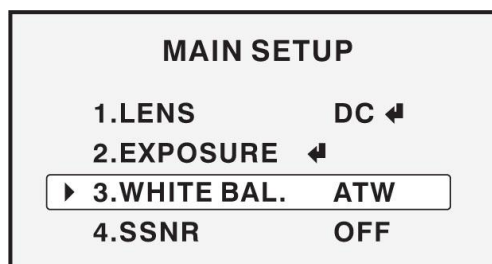 MAIN SETUP
1.LENS DC ↲
2.EXPOSURE ↲
3.WHITE BAL. ATW
4.SSNR OFF